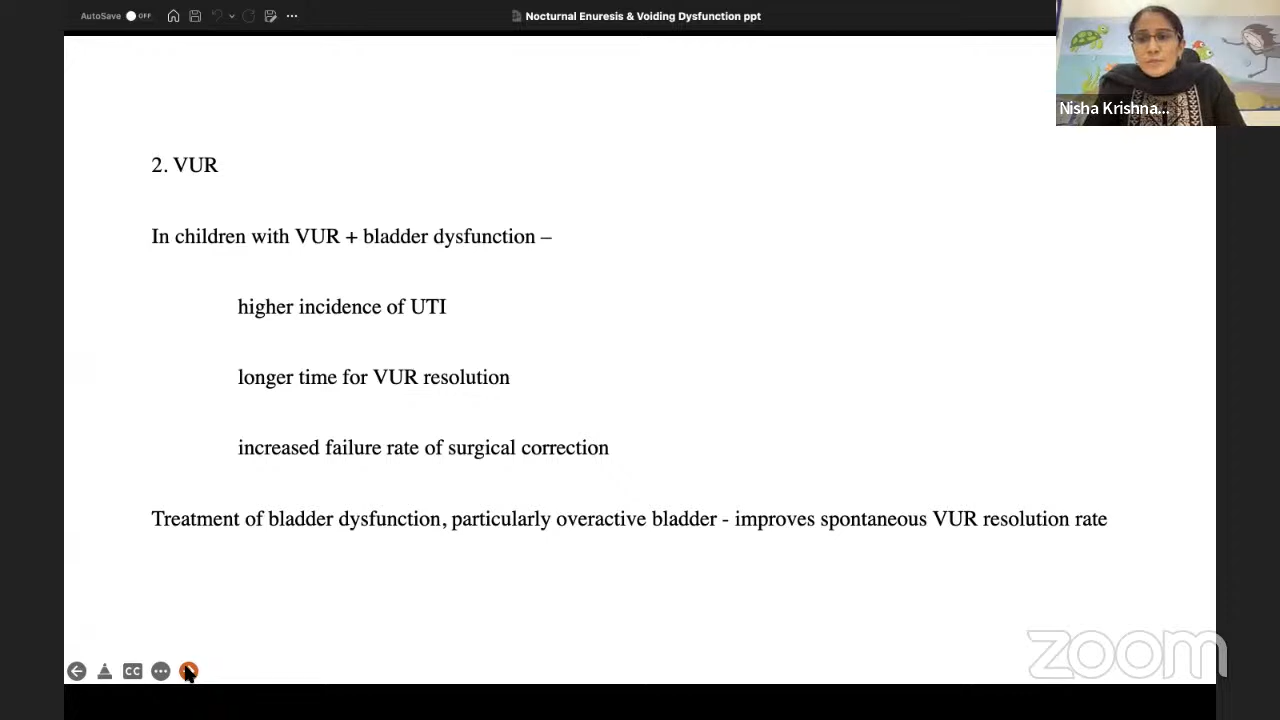 AutoSave OFF
Nocturnal Enuresis & Voiding Dysfunction ppt
Nisha Krishna...
2. VUR
In children with VUR + bladder dysfunction –
higher incidence of UTI
longer time for VUR resolution
increased failure rate of surgical correction
Treatment of bladder dysfunction, particularly overactive bladder - improves spontaneous VUR resolution rate
CC
zoom